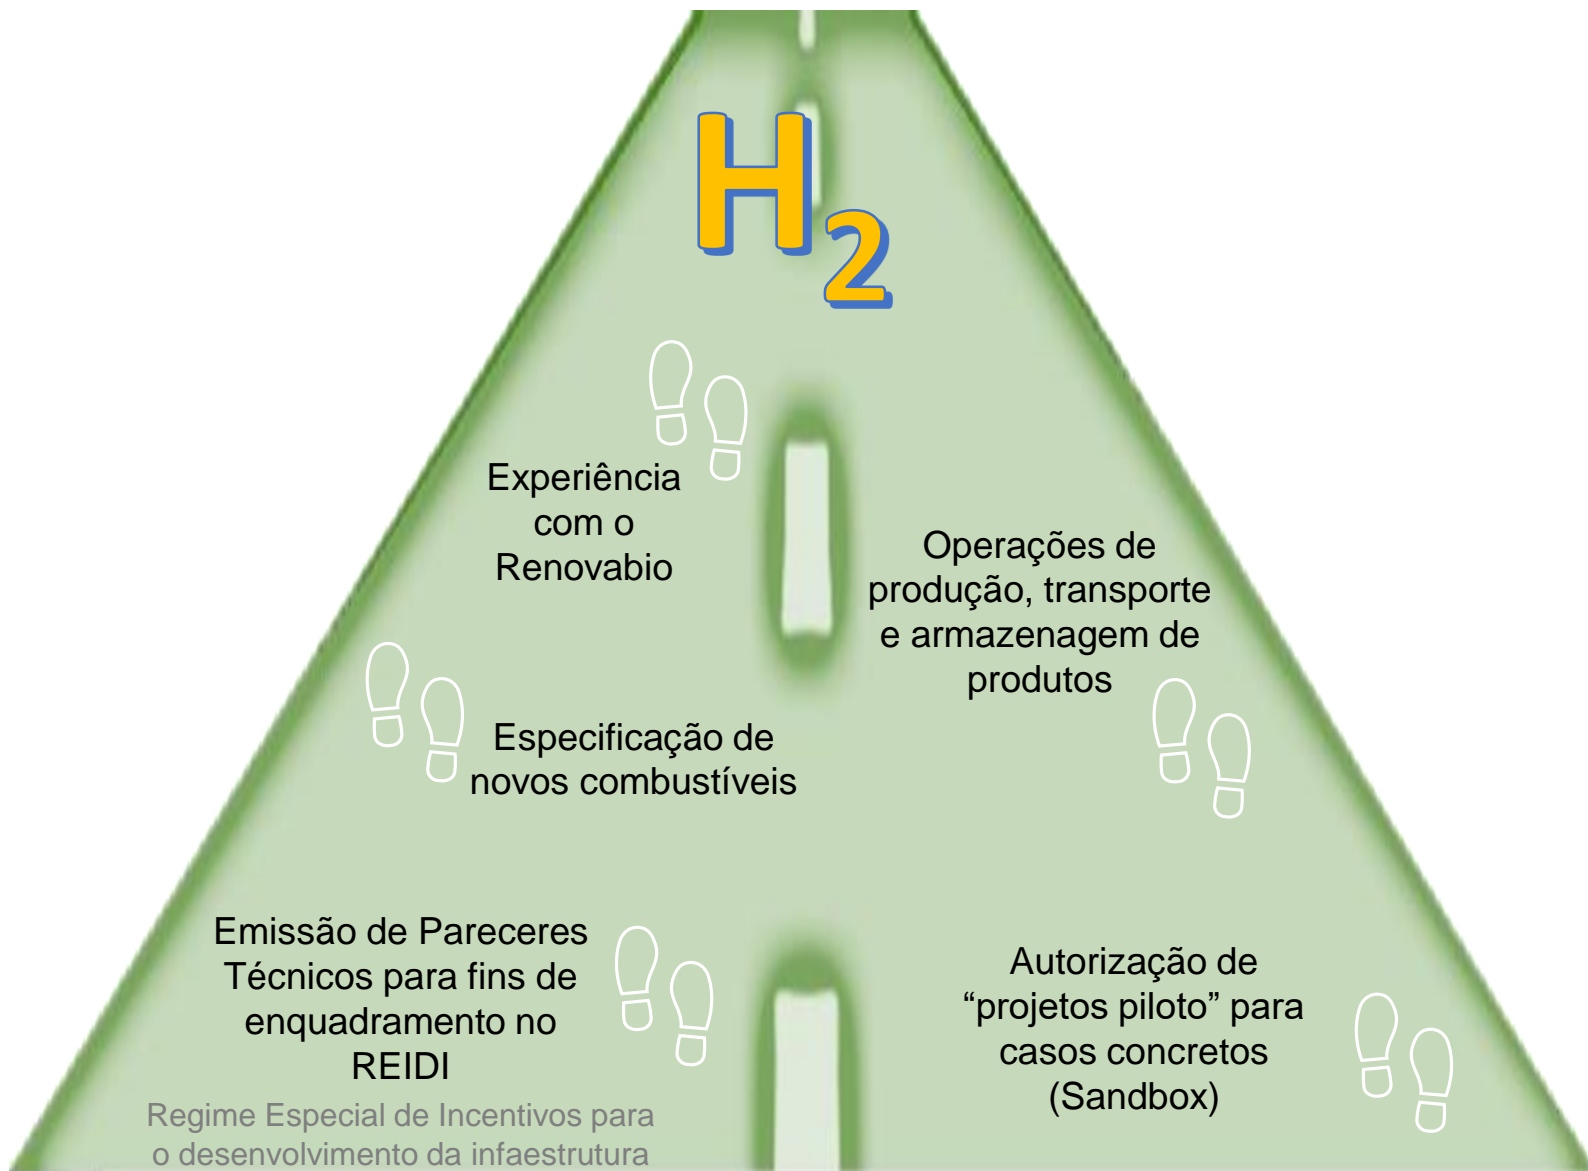 H2
Experiência
com o
Renovabio
Operações de
produção, transporte
e armazenagem de
produtos
Especificação de
novos combustíveis
Emissão de Pareceres
Técnicos para fins de
enquadramento no
REIDI
Regime Especial de Incentivos para
o desenvolvimento da infaestrutura
Autorização de
“projetos piloto” para
casos concretos
(Sandbox)